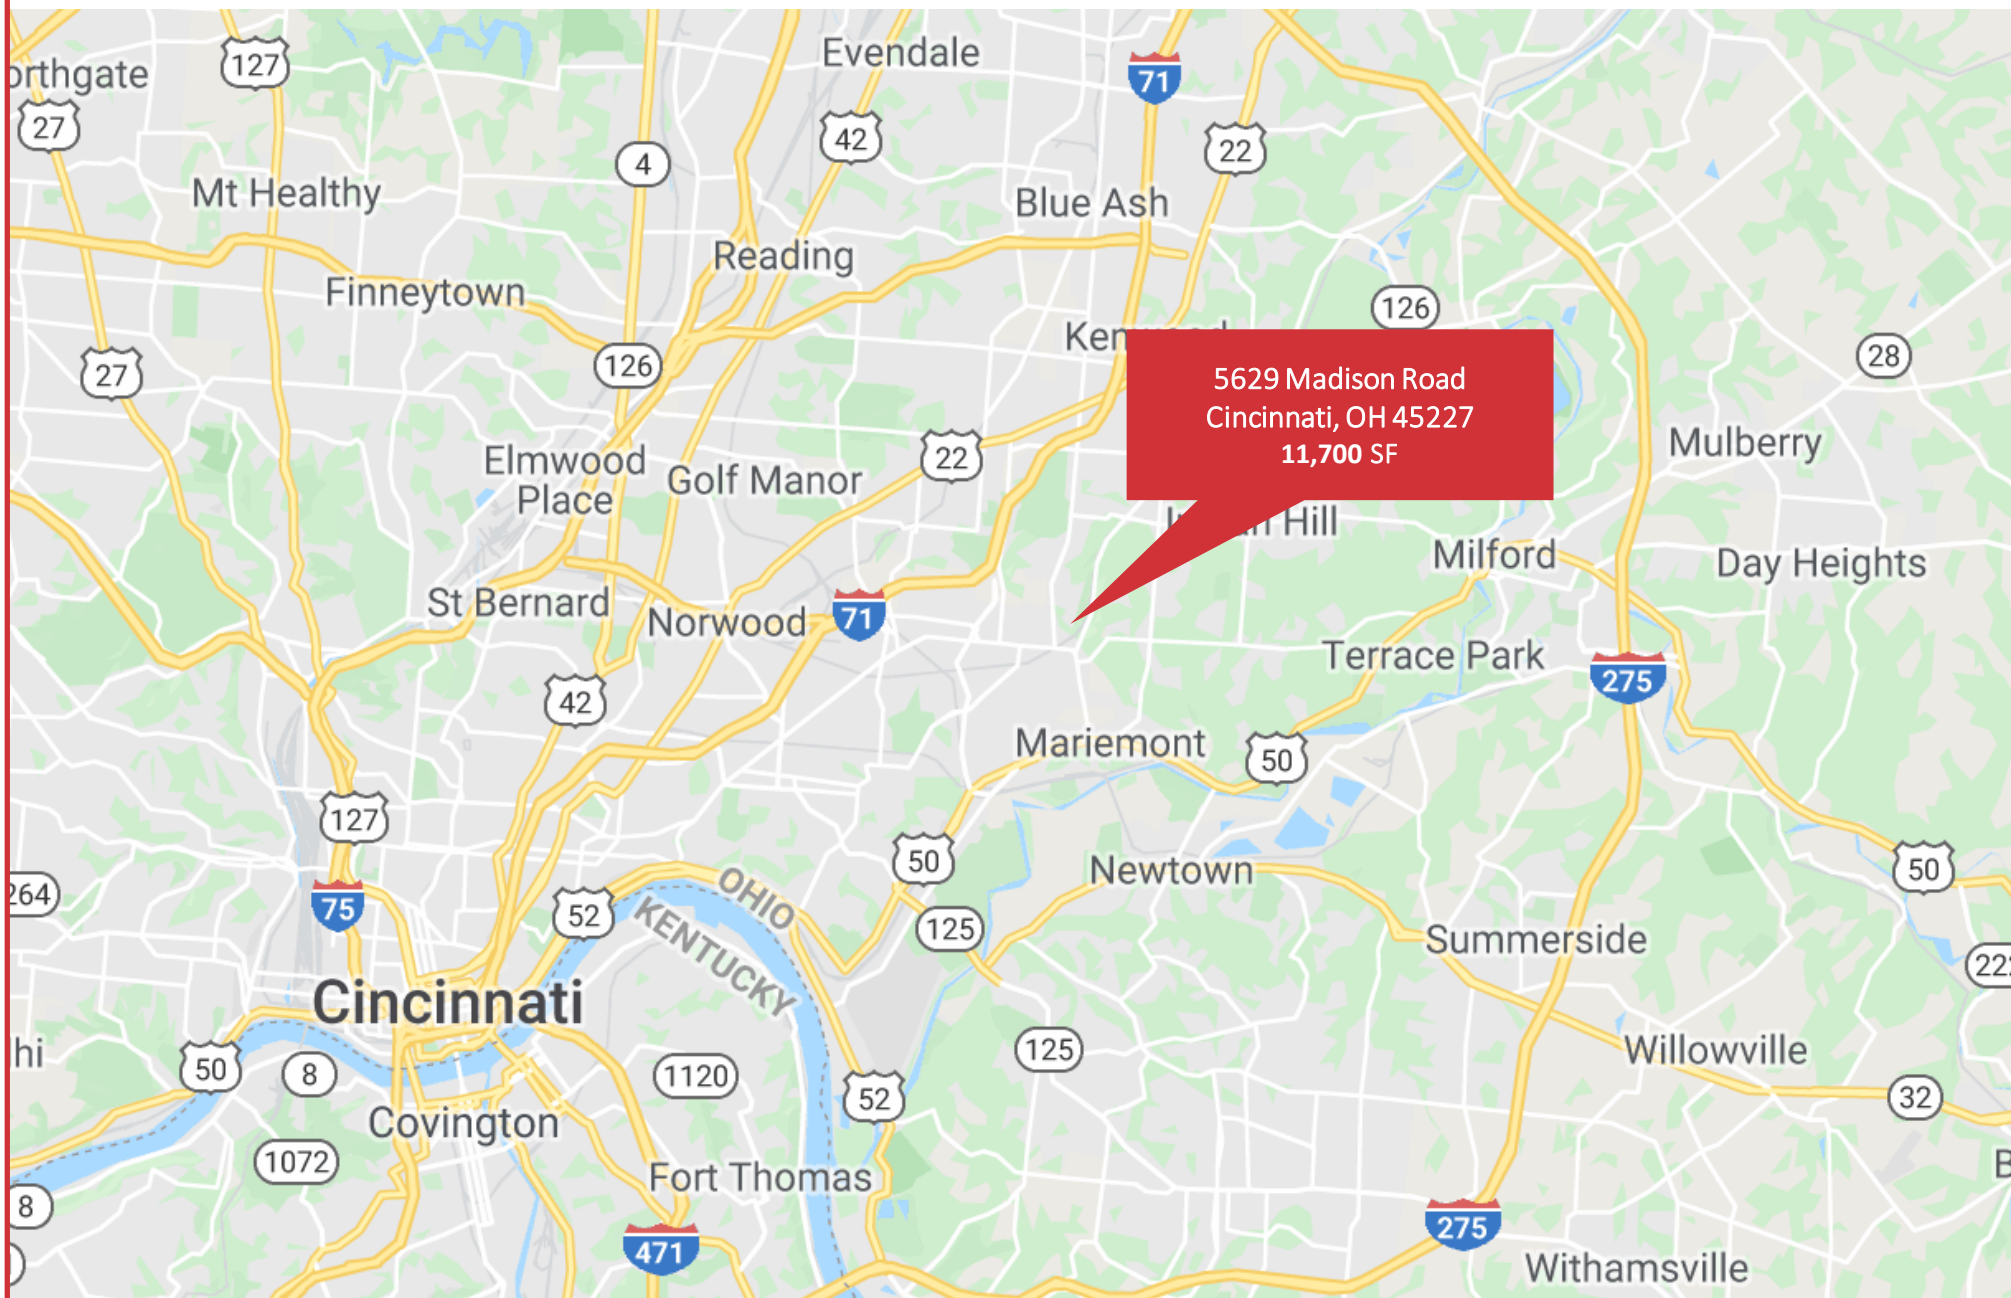 Evendale
orthgate
127
71
27
42
22
4
Mt Healthy
Blue Ash
Reading
Finneytown
126
28
126
27
5629 Madison Road
Cincinnati, OH 45227
11,700 SF
Mulberry
22
Elmwood
Place
Golf Manor
Hill
Milford
Day Heights
St Bernard
Norwood
71
Terrace Park
275
42
Mariemont
50
127
50
50
Newtown
264
75
52
OHIO
KENTUCKY
125
Summerside
222
Cincinnati
125
Willowville
hi
50
8
1120
52
32
Covington
1072
Fort Thomas
B
8
471
275
Withamsville